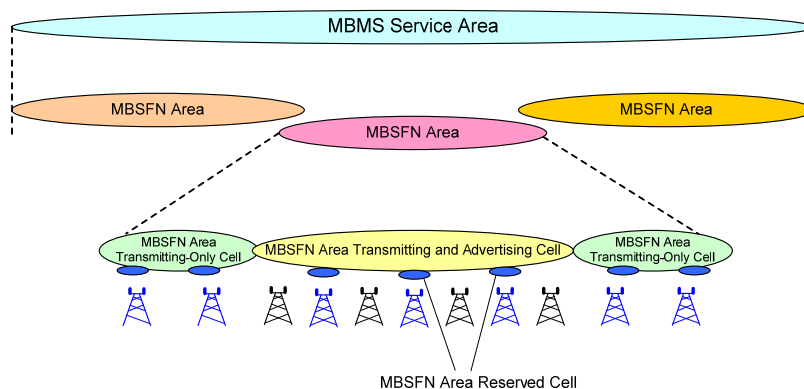 MBMS Service Area
MBSFN Area
MBSFN Area
MBSFN Area
MBSFN Area
Transmitting-Only Cell
MBSFN Area Transmitting and Advertising Cell
MBSFN Area
Transmitting-Only Cell
MBSFN Area Reserved Cell